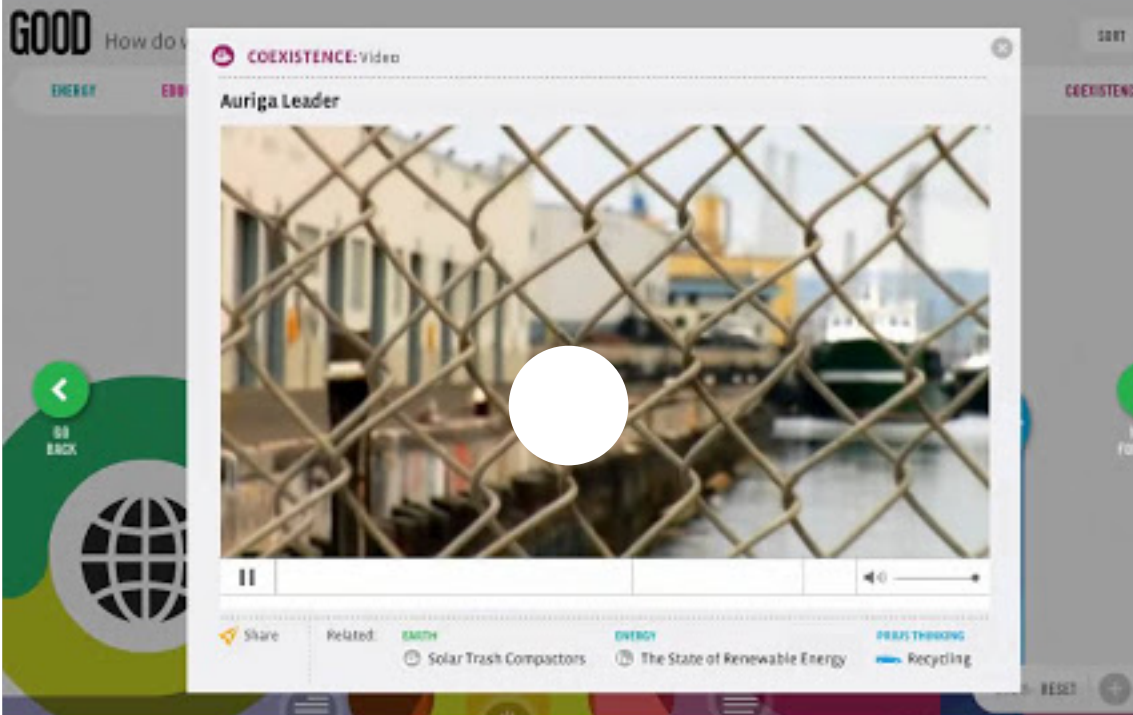 GOOD
How do
SORT
COEXISTENCE: Video
ENERGY
Auriga Leader
GO
BACK
Share
Related:
EARTH
Solar Trash Compactors
ENERGY
The State of Renewable Energy
PRIUS THINKING
Recycling
RESET